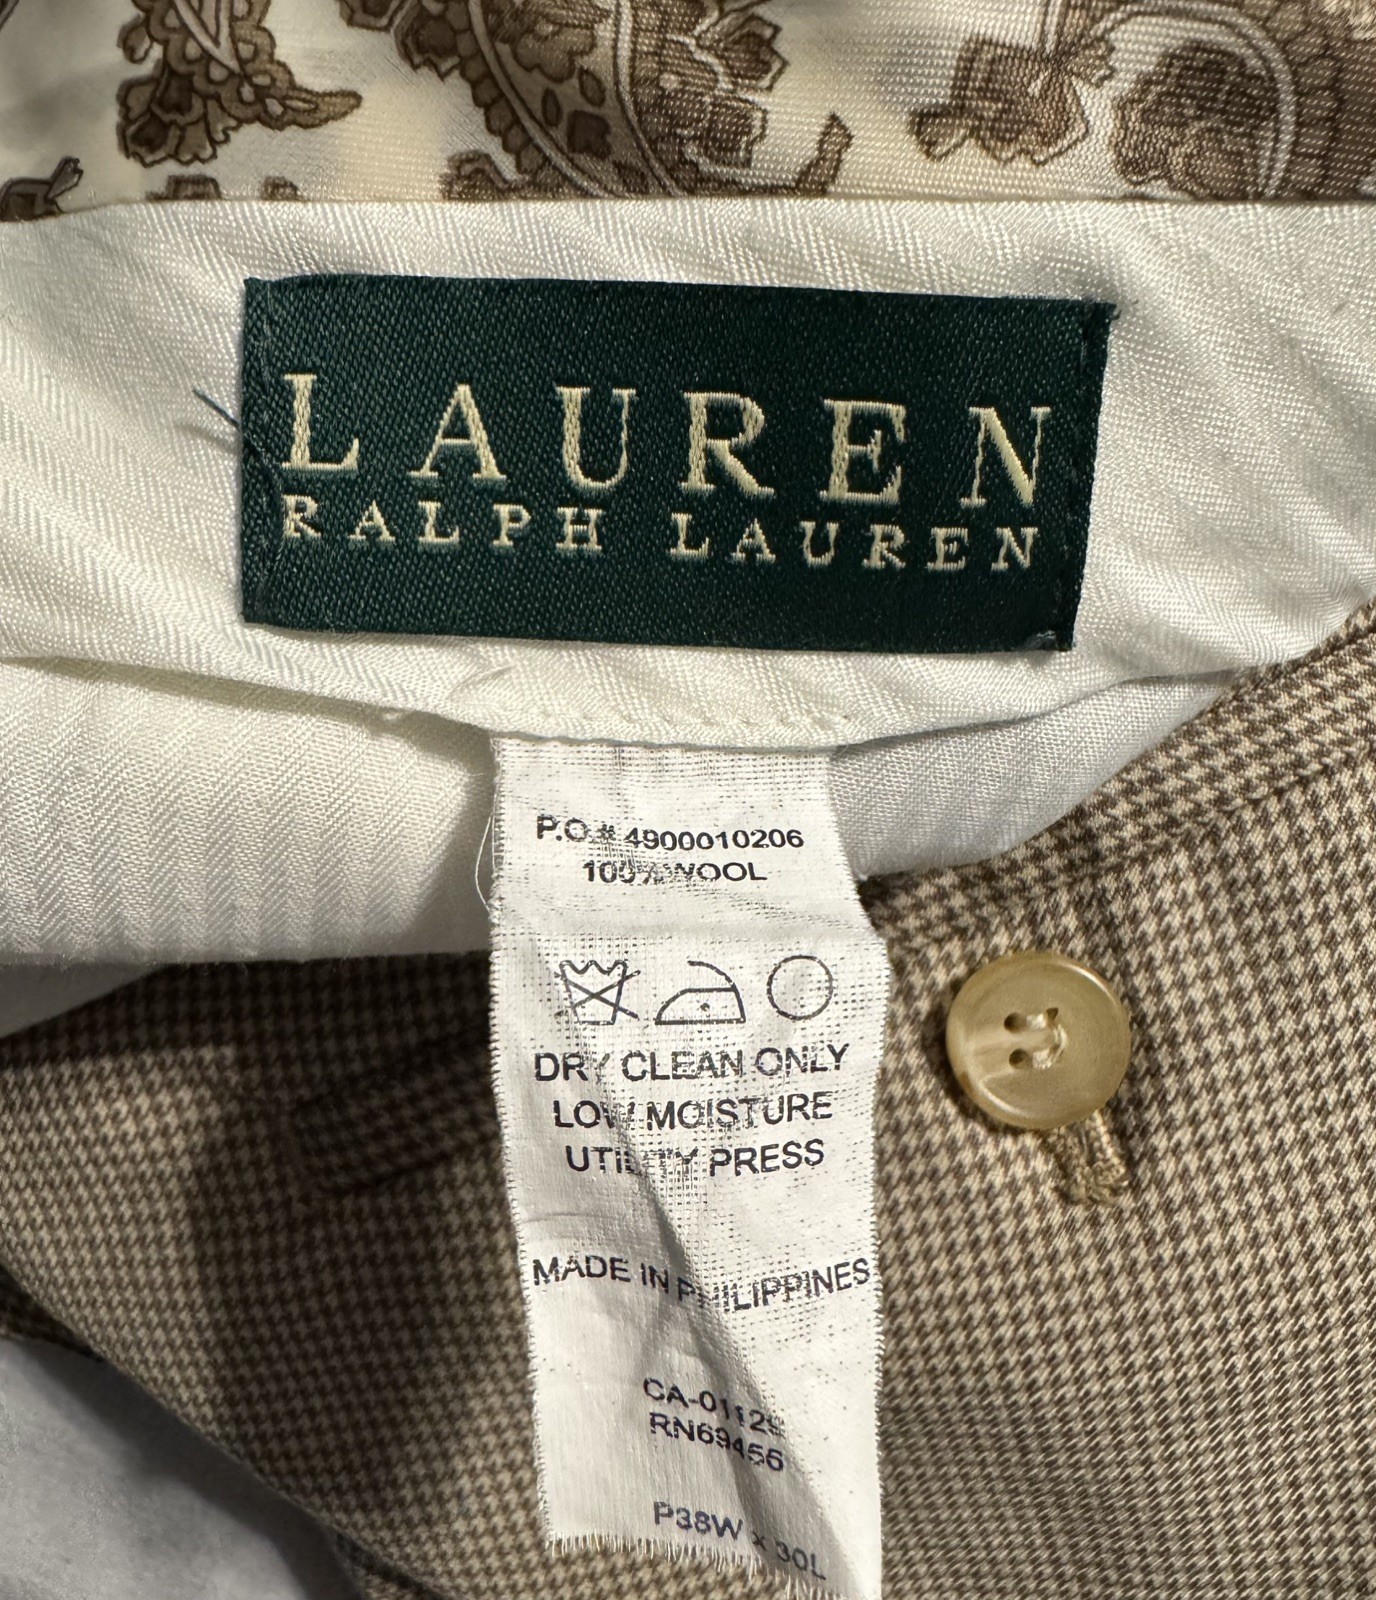 LAUREN
RALPH LAUREN
P.O.# 4900010206
100% WOOL
DRY CLEAN ONLY
LOW MOISTURE
UTILITY PRESS
MADE IN PHILIPPINES
CA-01129
RN69456
P38W x 30L